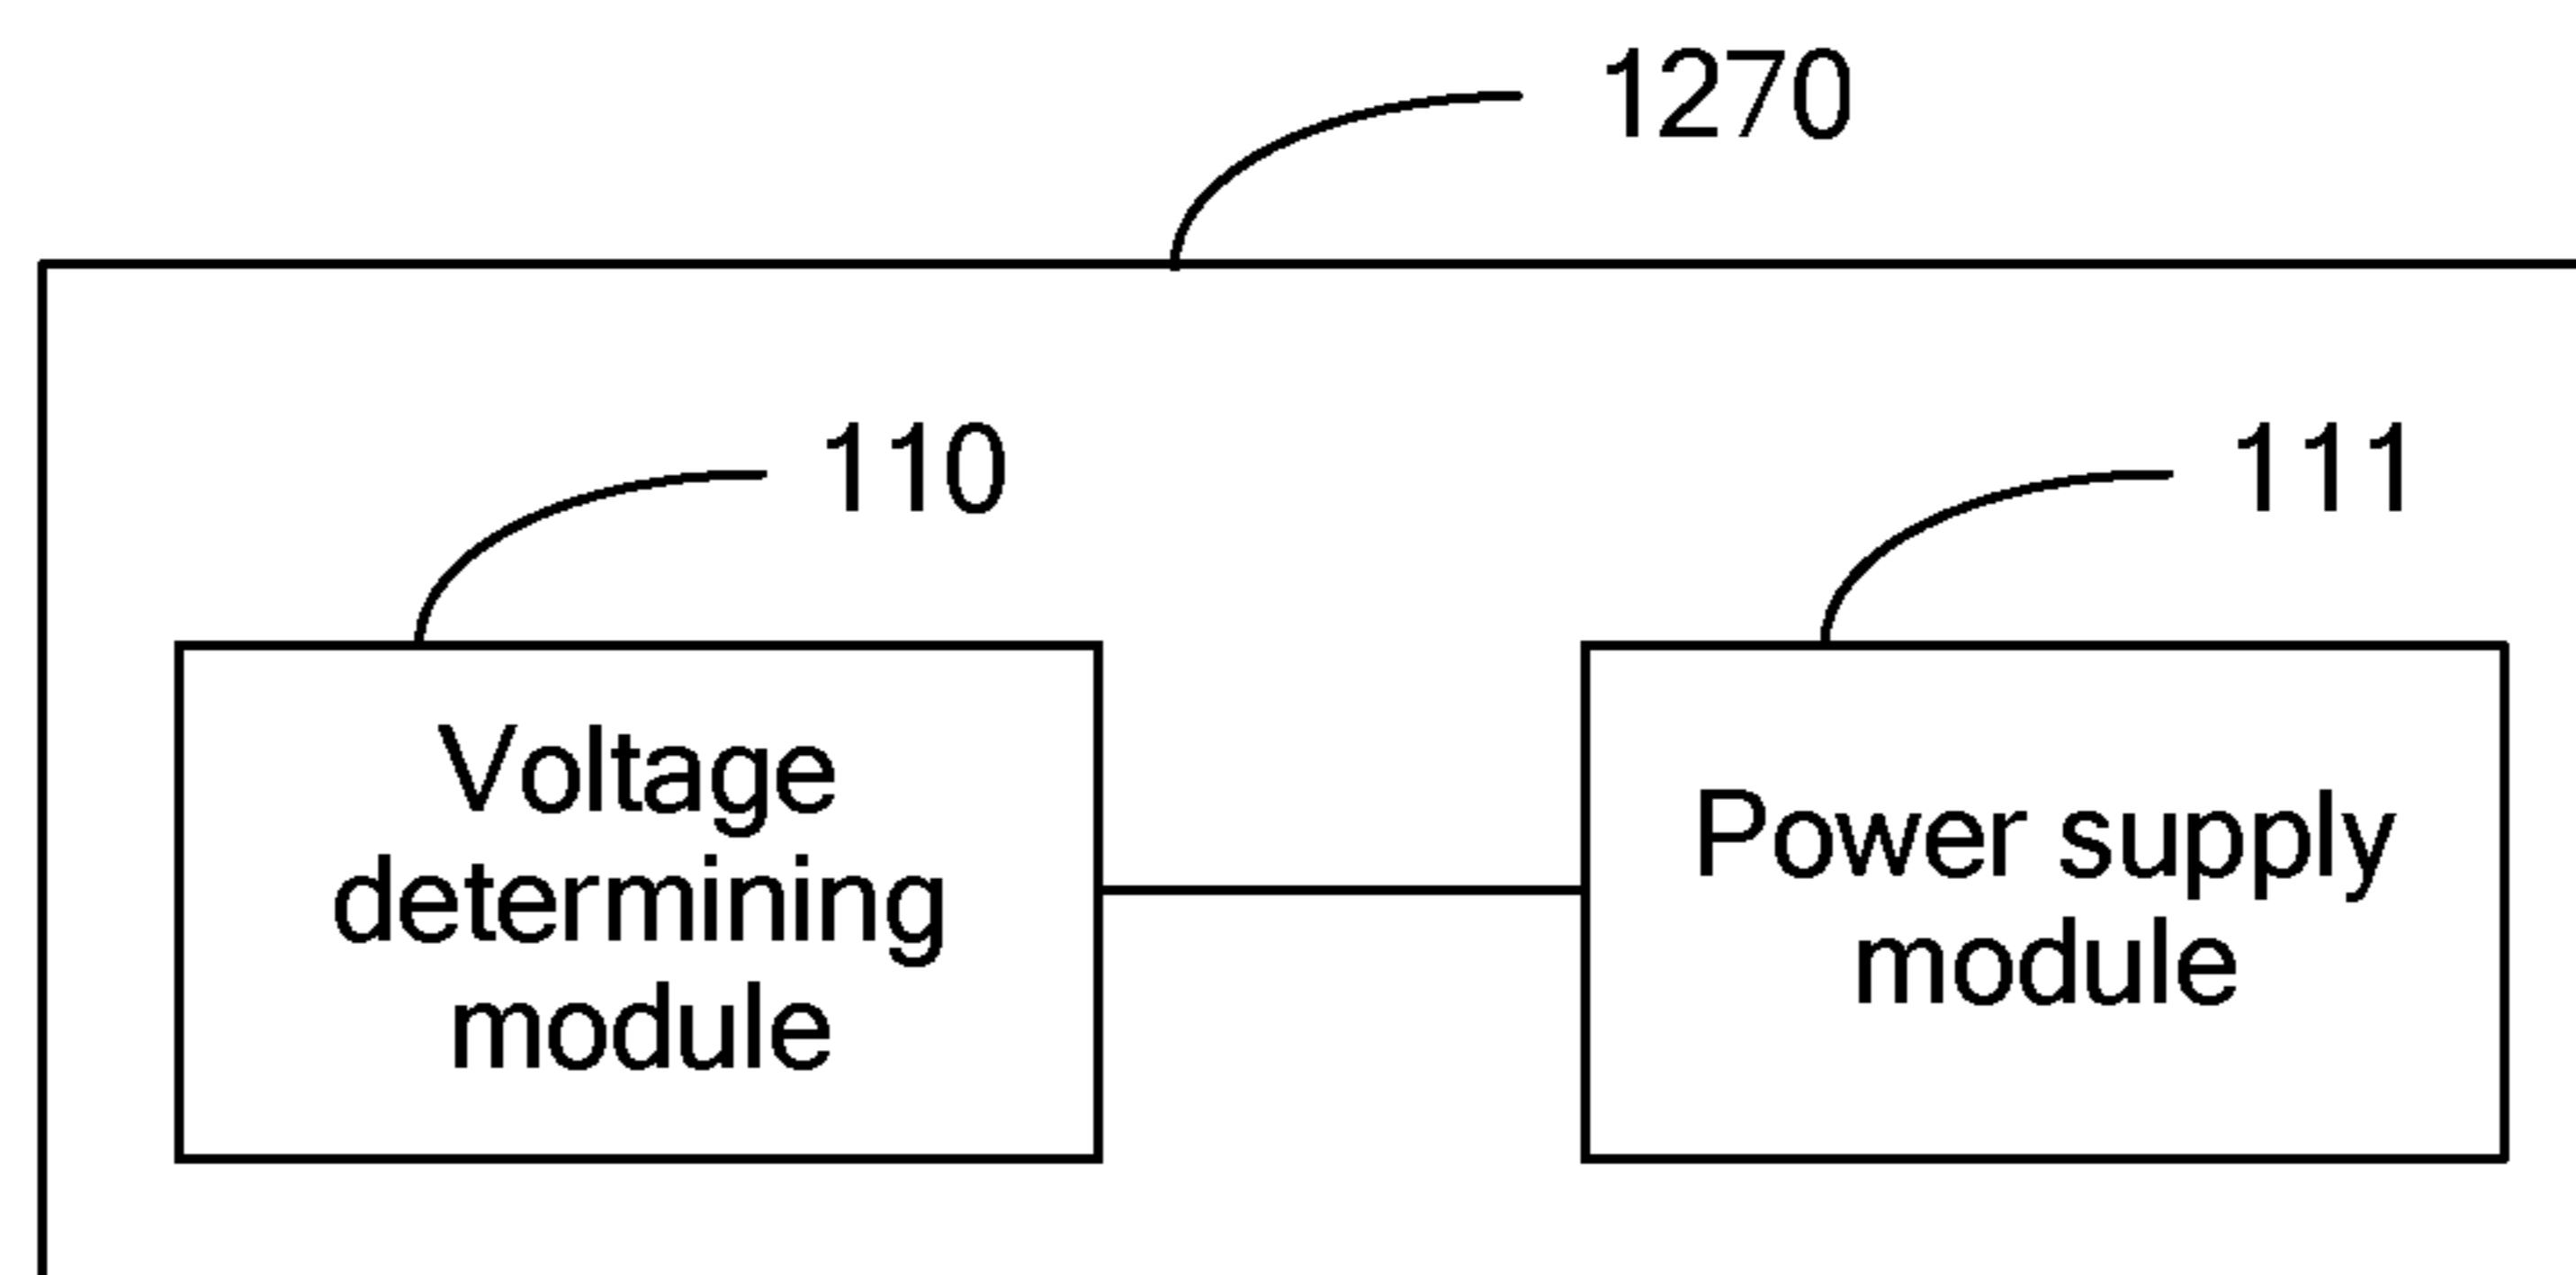 1270
110
111
Voltage
determining
module
Power supply
module